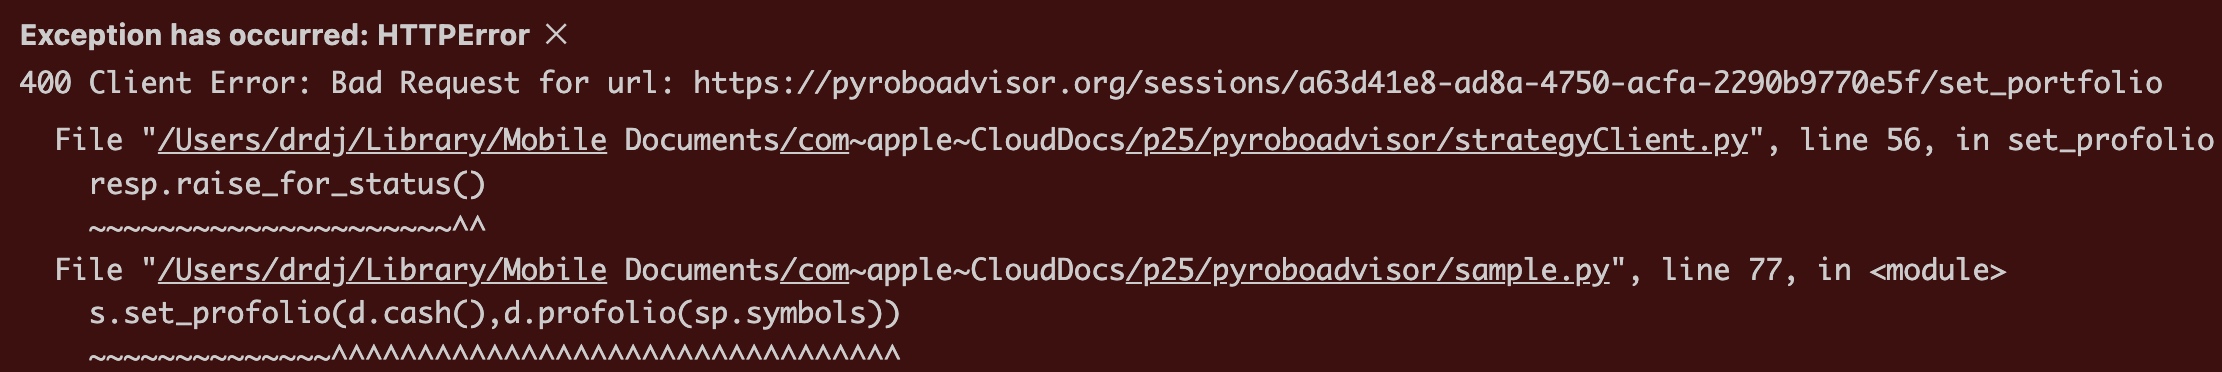 Exception has occurred: HTTPError ×
400 Client Error: Bad Request for url: https://pyroboadvisor.org/sessions/a63d41e8-ad8a-4750-acfa-2290b9770e5f/set_portfolio
  File "/Users/drdj/Library/Mobile Documents/com~apple~CloudDocs/p25/pyroboadvisor/strategyClient.py", line 56, in set_profolio
    resp.raise_for_status()
    ~~~~~~~~~~~~~~~~~~~~~^^
  File "/Users/drdj/Library/Mobile Documents/com~apple~CloudDocs/p25/pyroboadvisor/sample.py", line 77, in <module>
    s.set_profolio(d.cash(),d.profolio(sp.symbols))
    ~~~~~~~~~~~~~~^^^^^^^^^^^^^^^^^^^^^^^^^^^^^^^^^